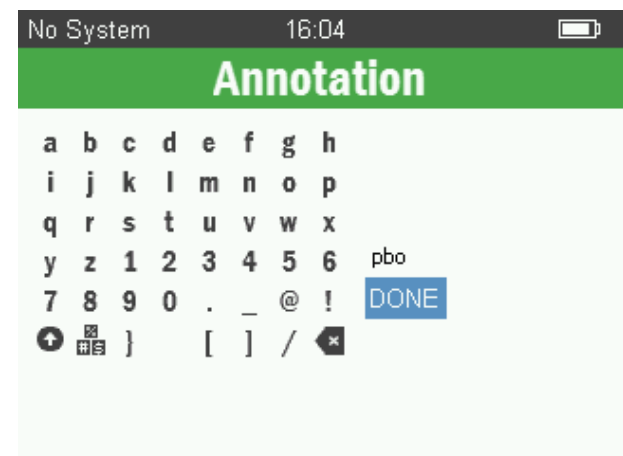 No System 16:04
Annotation
a b c d e f g h
i j k l m n o p
q r s t u v w x
y z 1 2 3 4 5 6 pbo
7 8 9 0 . _ @ ! DONE
% # $ } [ ] /